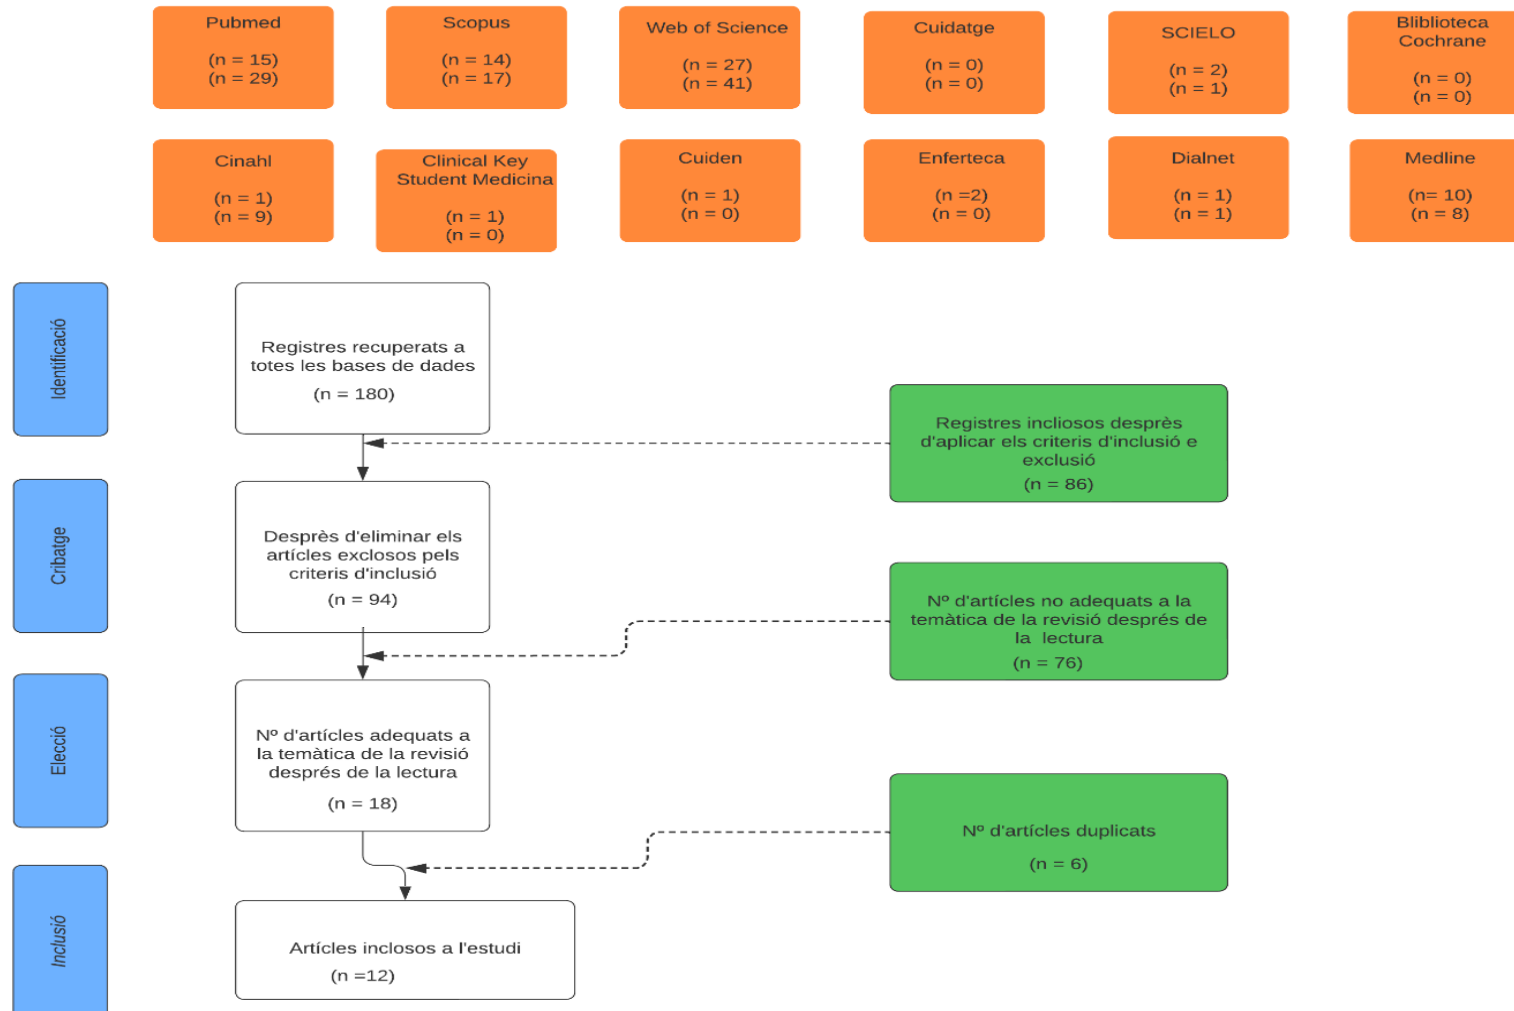 Pubmed
(n = 15)
(n = 29)
Scopus
(n = 14)
(n = 17)
Web of Science
(n = 27)
(n = 41)
Cuidatge
(n = 0)
(n = 0)
SCIELO
(n = 2)
(n = 1)
Bliblioteca
Cochrane
(n = 0)
(n = 0)
Cinahl
(n = 1)
(n = 9)
Clinical Key
Student Medicina
(n = 1)
(n = 0)
Cuiden
(n = 1)
(n = 0)
Enferteca
(n =2)
(n = 0)
Dialnet
(n = 1)
(n = 1)
Medline
(n= 10)
(n = 8)
Identificació
Registres recuperats a
totes les bases de dades
(n = 180)
Registres incliosos desprès
d'aplicar els criteris d'inclusió e
exclusió
(n = 86)
Cribatge
Desprès d'eliminar els
artícles exclosos pels
criteris d'inclusió
(n = 94)
Nº d'artícles no adequats a la
temàtica de la revisió després de
la lectura
(n = 76)
Elecció
Nº d'artícles adequats a
la temàtica de la revisió
després de la lectura
(n = 18)
Nº d'artícles duplicats
(n = 6)
Inclusió
Artícles inclosos a l'estudi
(n =12)